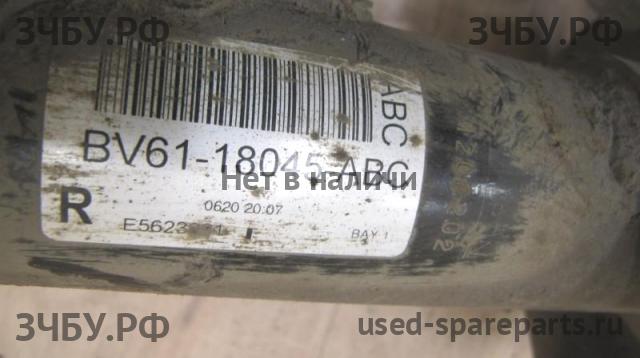 ЗЧБУ.РФ
ЗЧБУ.РФ
ABC
BV61-18045 ABC
Нет в наличи
R
0620 20:07
BAY 1
ЗЧБУ.РФ
used-spareparts.ru